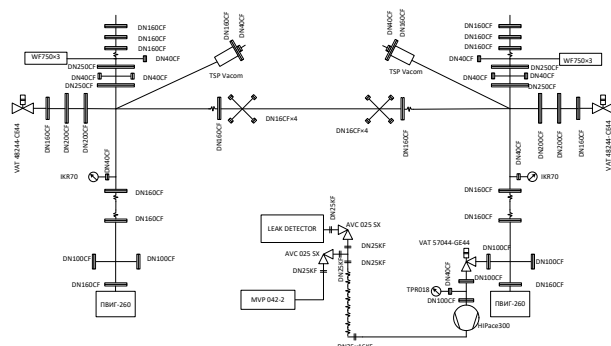 DN160CF
DN160CF
DN160CF
WF750×3
DN40CF
DN250CF
DN40CF
DN40CF
DN250CF
VAT 48244-CE44
DN160CF
DN200CF
DN200CF
DN160CF
DN40CF
TSP Vacom
DN160CF
DN16CF×4
DN40CF
IKR70
DN160CF
DN160CF
DN100CF
DN100CF
DN160CF
ПВИГ-260
DN40CF
DN160CF
TSP Vacom
DN16CF×4
DN160CF
DN160CF
DN160CF
DN160CF
DN40CF
WF750×3
DN250CF
DN40CF
DN40CF
DN250CF
DN200CF
DN200CF
DN160CF
VAT 48244-CE44
DN40CF
IKR70
DN160CF
DN160CF
LEAK DETECTOR
DN25KF
AVC 025 SX
DN25KF
AVC 025 SX
DN25KF
DN25KF
DN25KF
MVP 042-2
VAT 57044-GE44
DN100CF
DN100CF
DN40CF
DN100CF
TPR018
DN100CF
HIPace300
DN160CF
ПВИГ-260